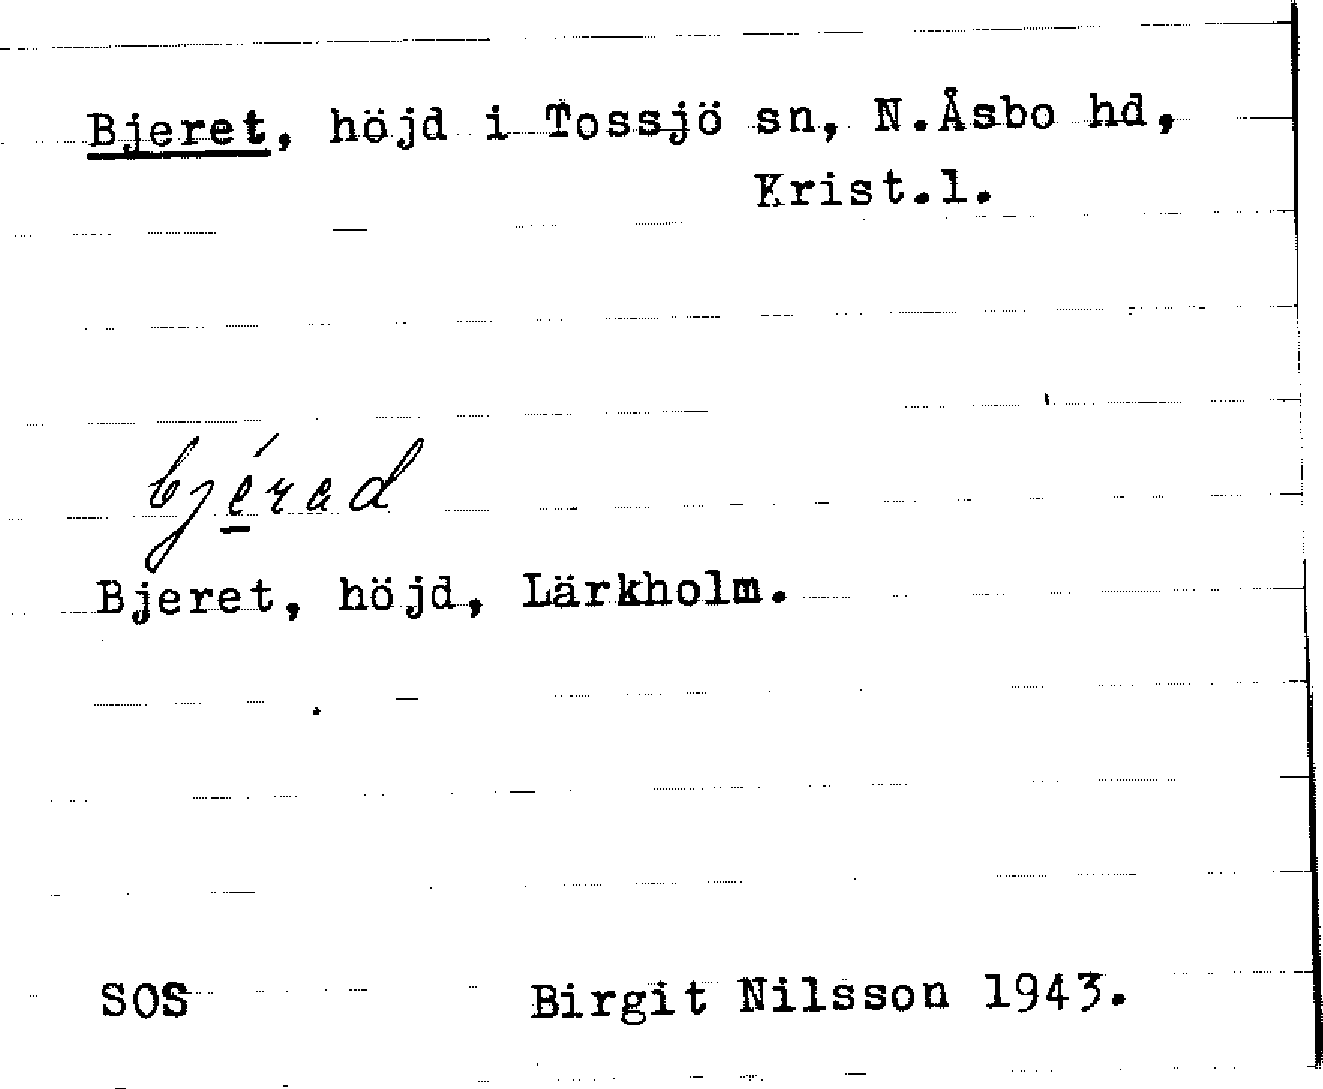 Bjeret, höjd i Tossjö sn, N.Åsbo hd,
Krist.l.
bjérad
Bjeret, höjd, Lärkholm.
SOS Birgit Nilsson 1943.